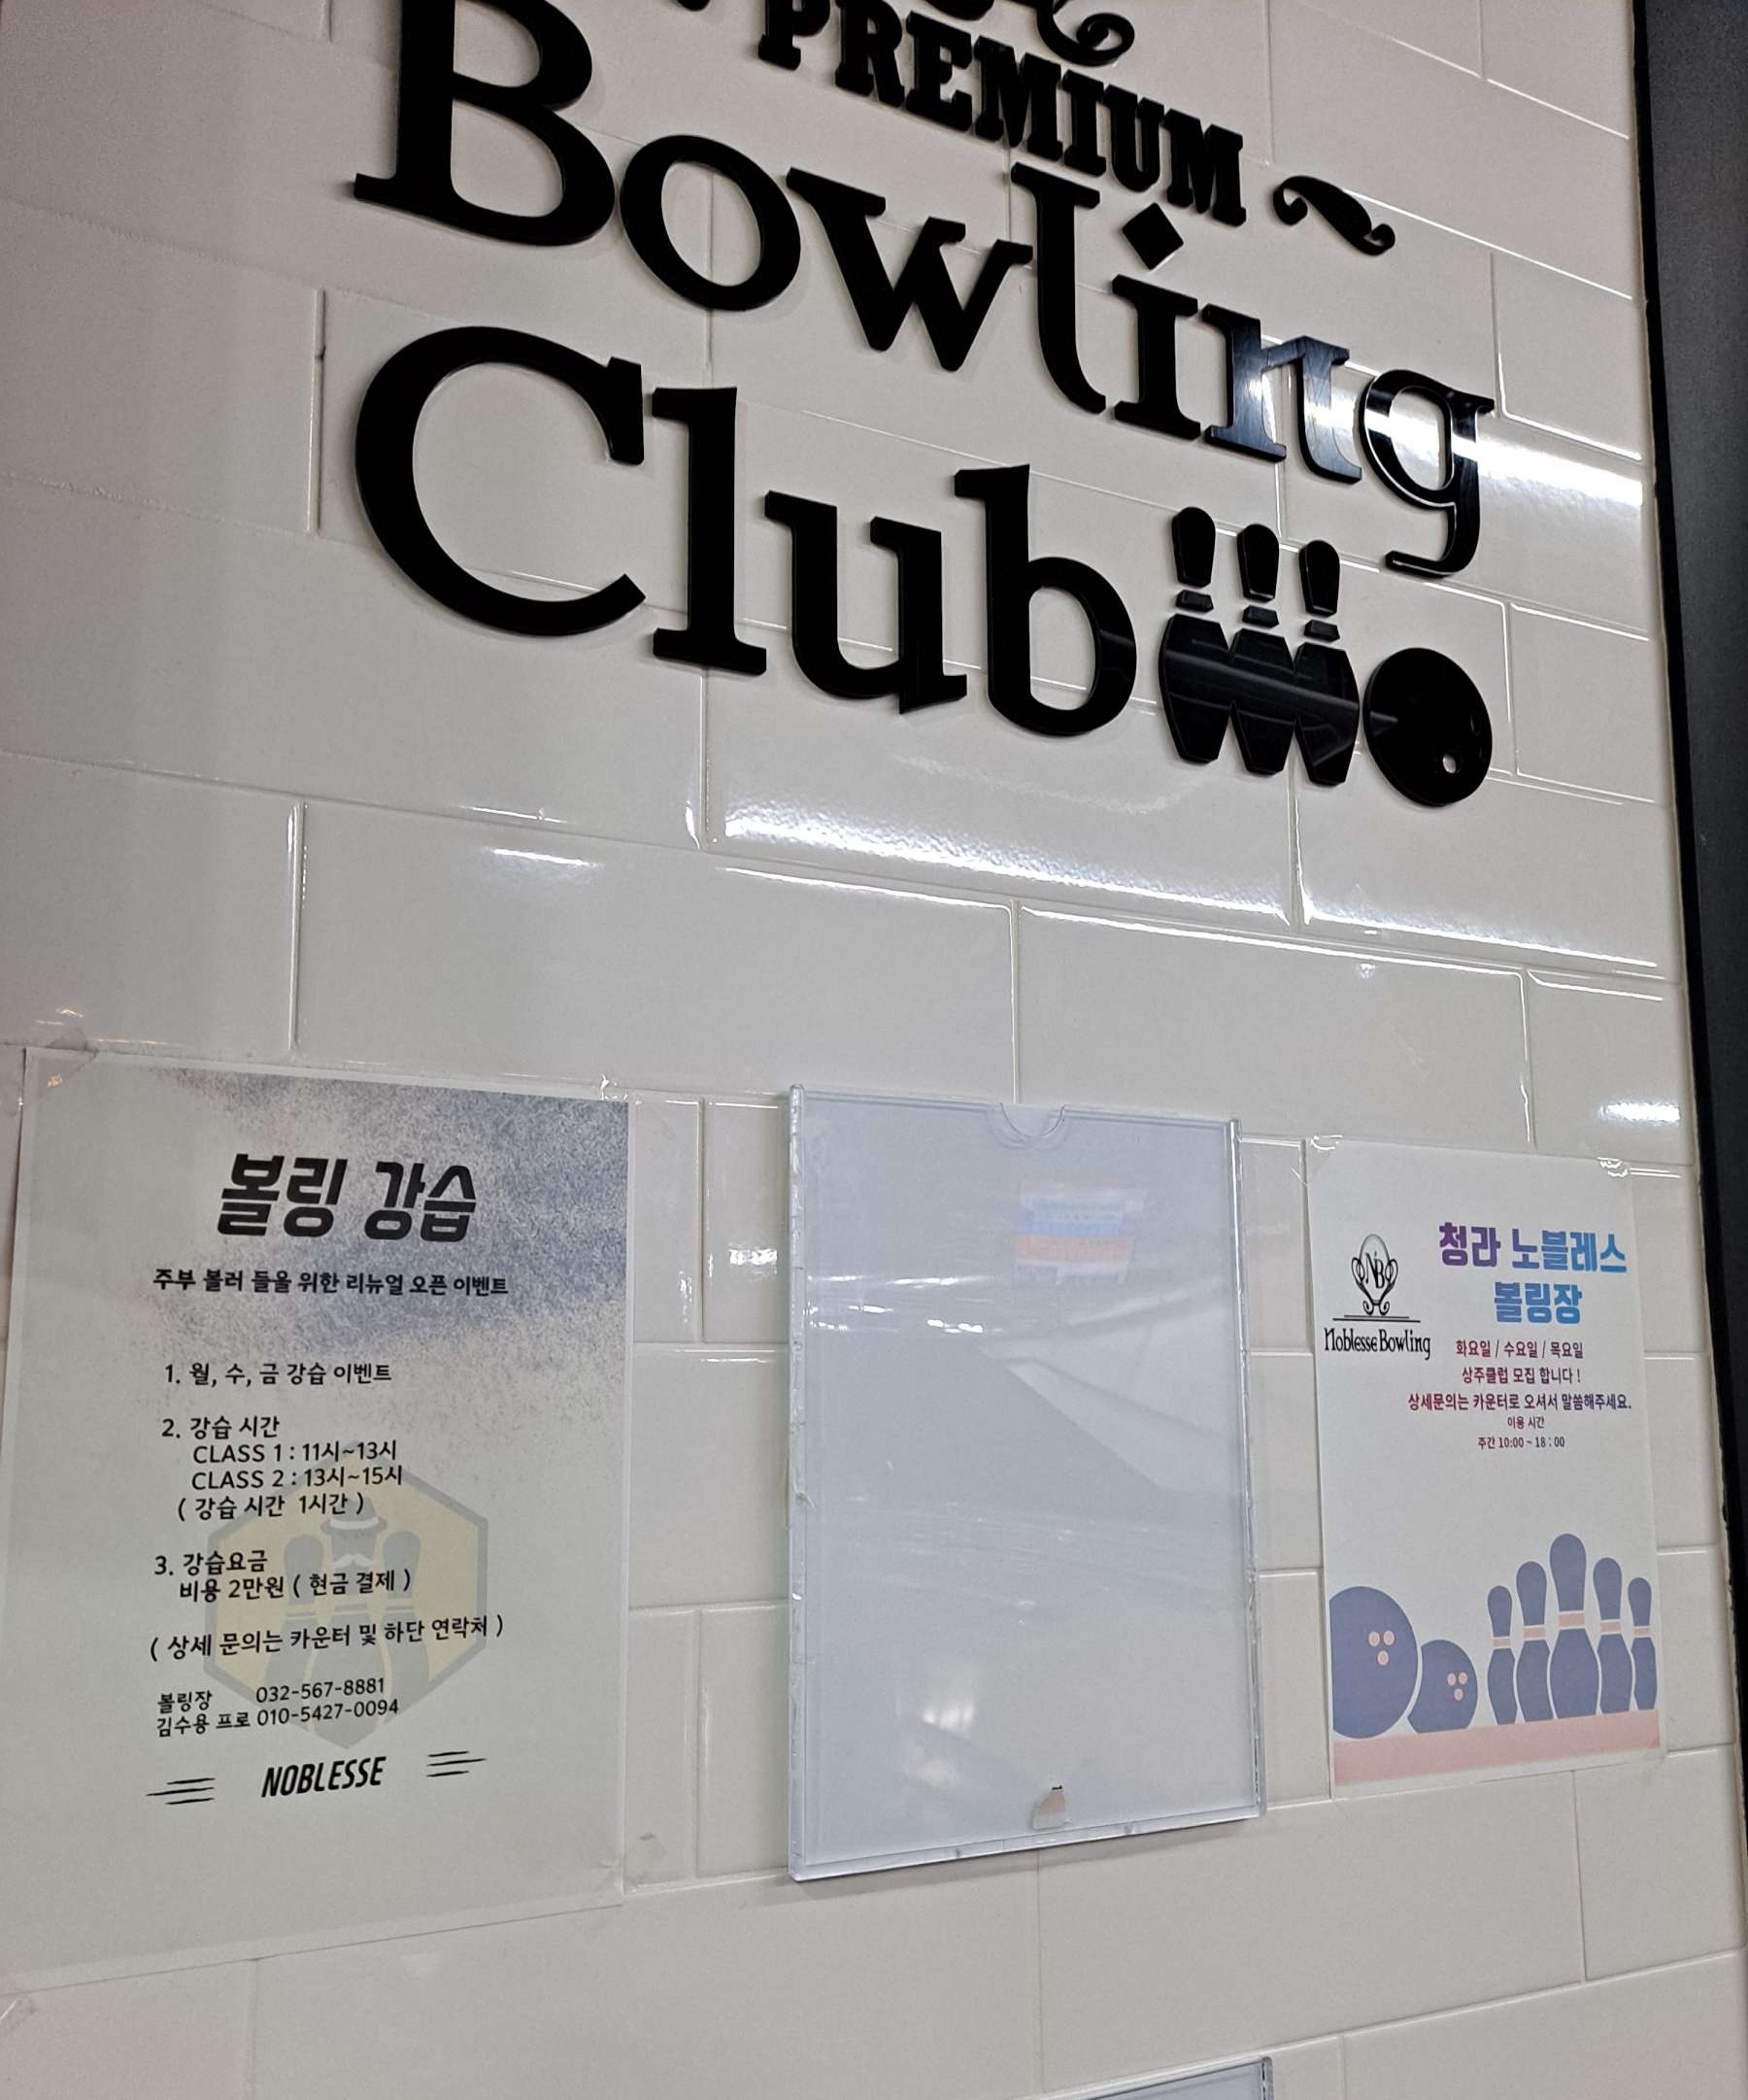 PREMIUM
Bowling
Club
볼링 강습
주부 볼러 들을 위한 리뉴얼 오픈 이벤트
1. 월, 수, 금 강습 이벤트
2. 강습 시간
CLASS 1 : 11시~13시
CLASS 2 : 13시~15시
( 강습 시간 1시간 )
3. 강습요금
비용 2만원 ( 현금 결제 )
( 상세 문의는 카운터 및 하단 연락처 )
볼링장 032-567-8881
김수용 프로 010-5427-0094
NOBLESSE
NB
Noblesse Bowling
청라 노블레스
볼링장
화요일 / 수요일 / 목요일
상주클럽 모집 합니다 !
상세문의는 카운터로 오셔서 말씀해주세요.
이용 시간
주간 10:00 ~ 18 : 00